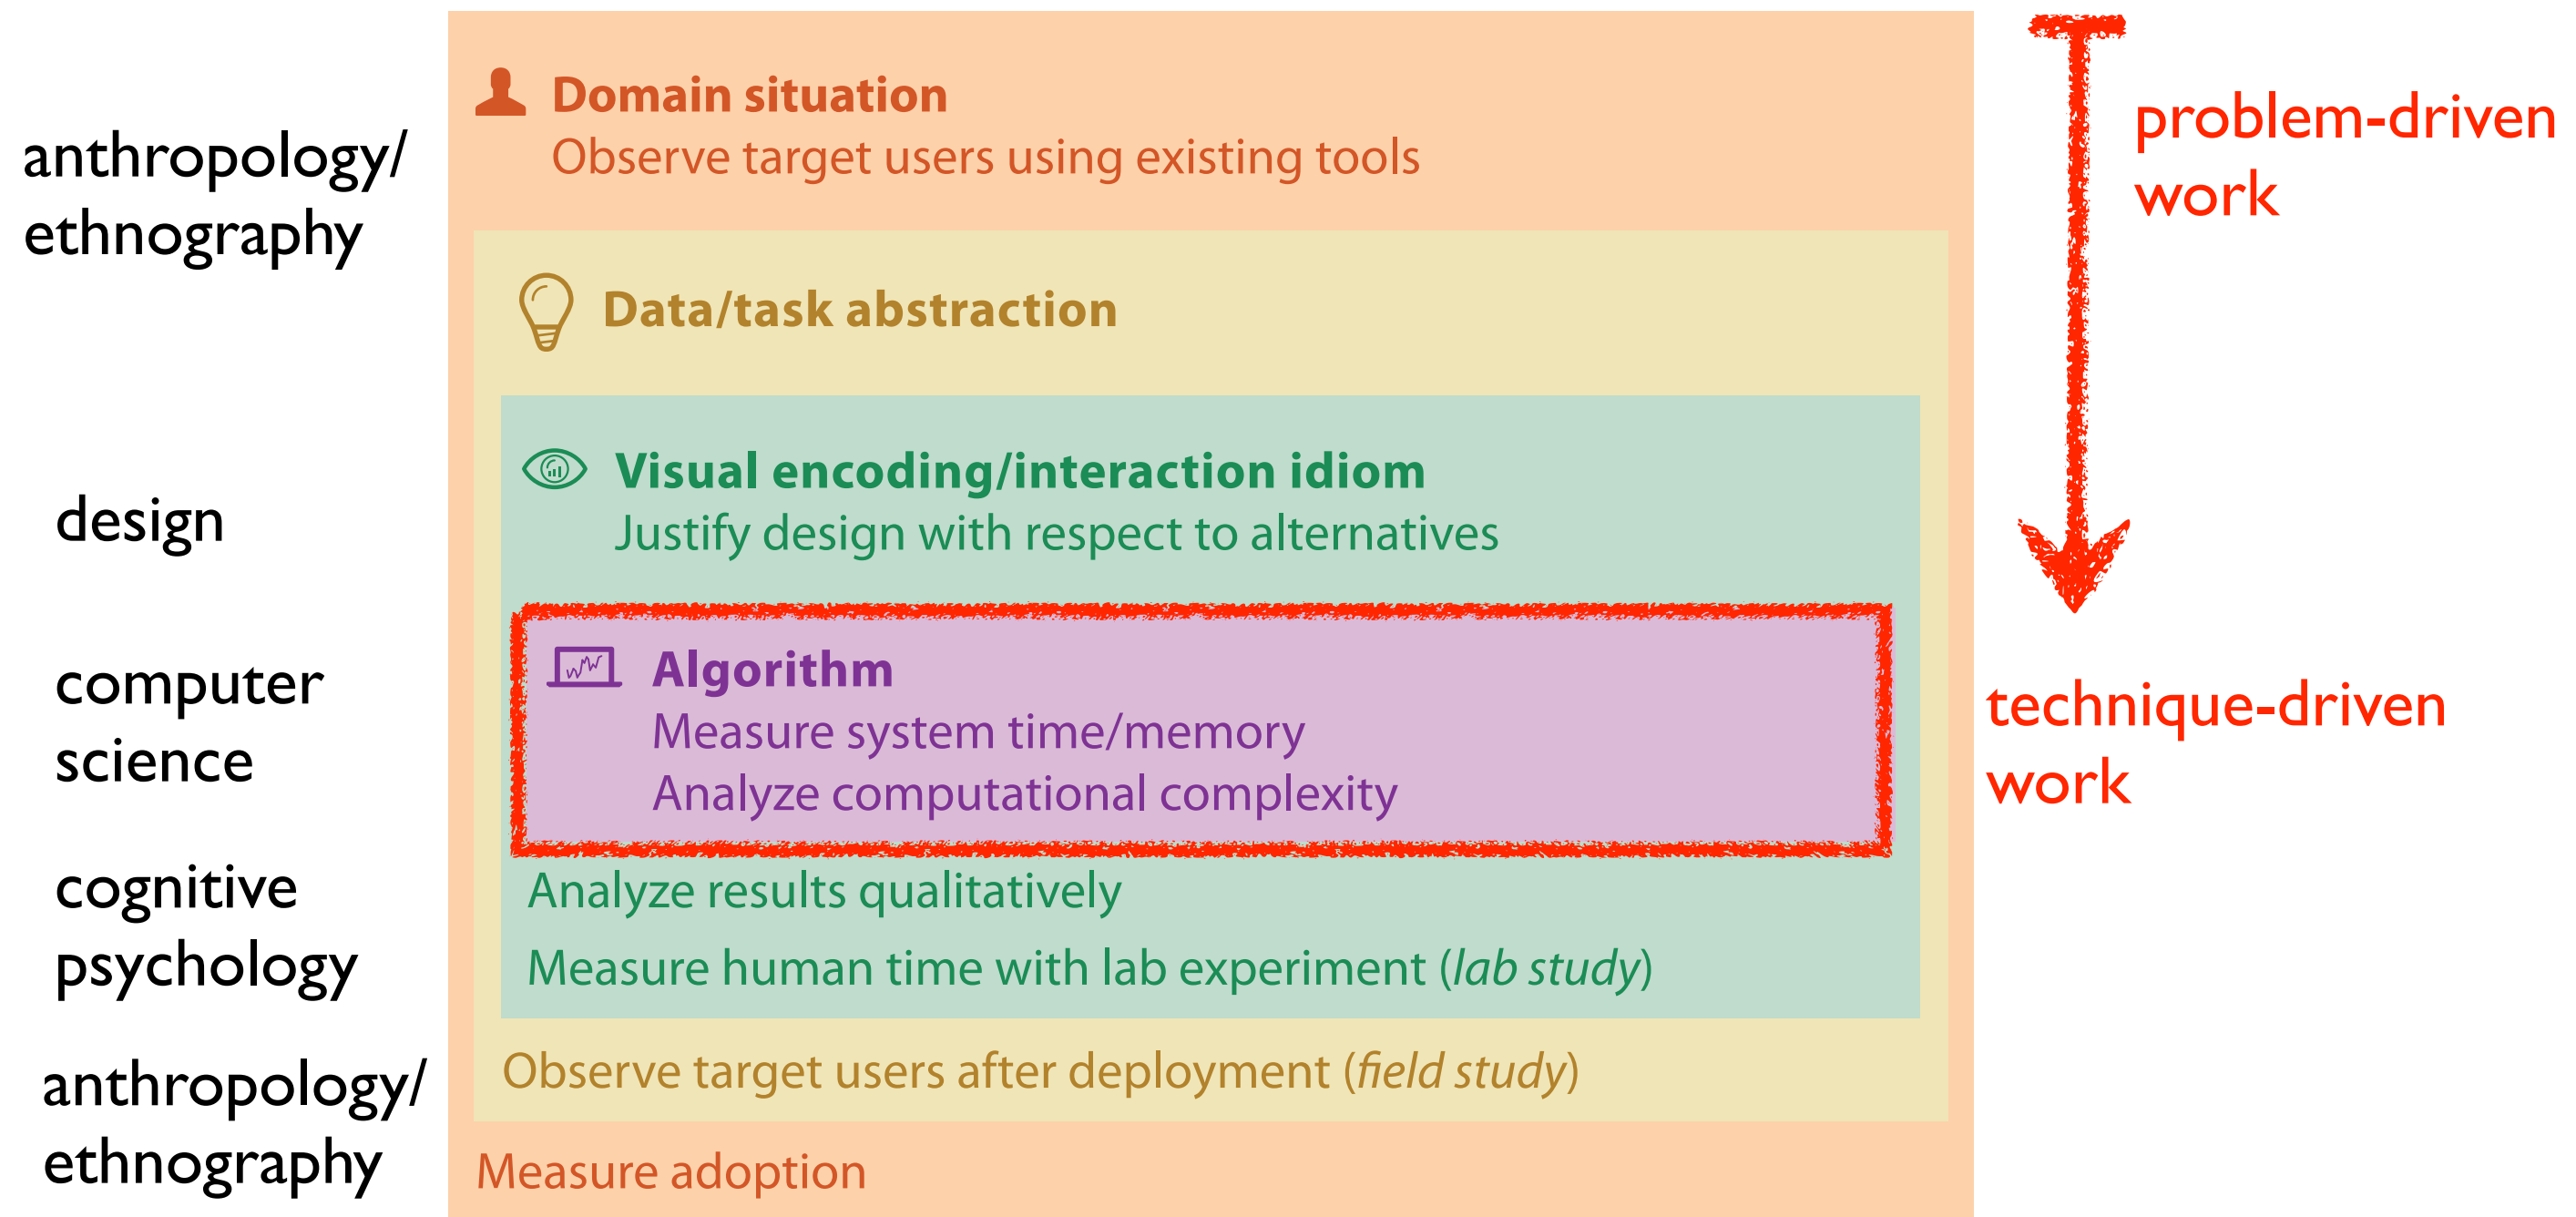 anthropology/
ethnography
design
computer
science
cognitive
psychology
anthropology/
ethnography
Domain situation
Observe target users using existing tools
Data/task abstraction
Visual encoding/interaction idiom
Justify design with respect to alternatives
Algorithm
Measure system time/memory
Analyze computational complexity
Analyze results qualitatively
Measure human time with lab experiment (lab study)
Observe target users after deployment (field study)
Measure adoption
problem-driven
work
technique-driven
work